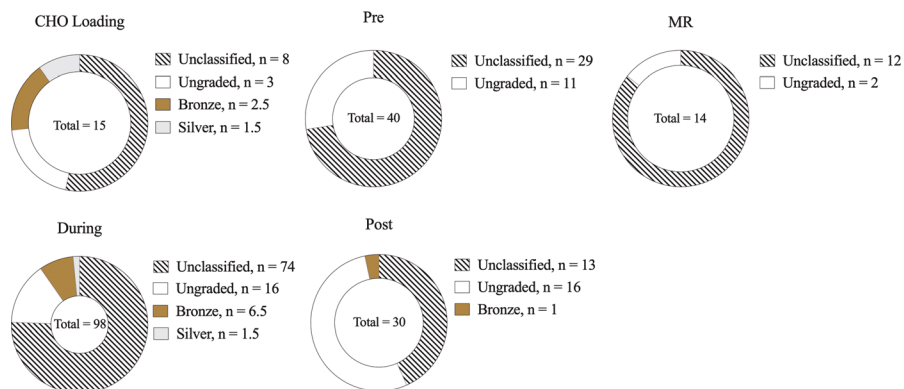 CHO Loading
Unclassified, n = 8
Ungraded, n = 3
Bronze, n = 2.5
Silver, n = 1.5
Total = 15
Pre
Unclassified, n = 29
Ungraded, n = 11
Total = 40
MR
Unclassified, n = 12
Ungraded, n = 2
Total = 14
During
Unclassified, n = 74
Ungraded, n = 16
Bronze, n = 6.5
Silver, n = 1.5
Total = 98
Post
Unclassified, n = 13
Ungraded, n = 16
Bronze, n = 1
Total = 30